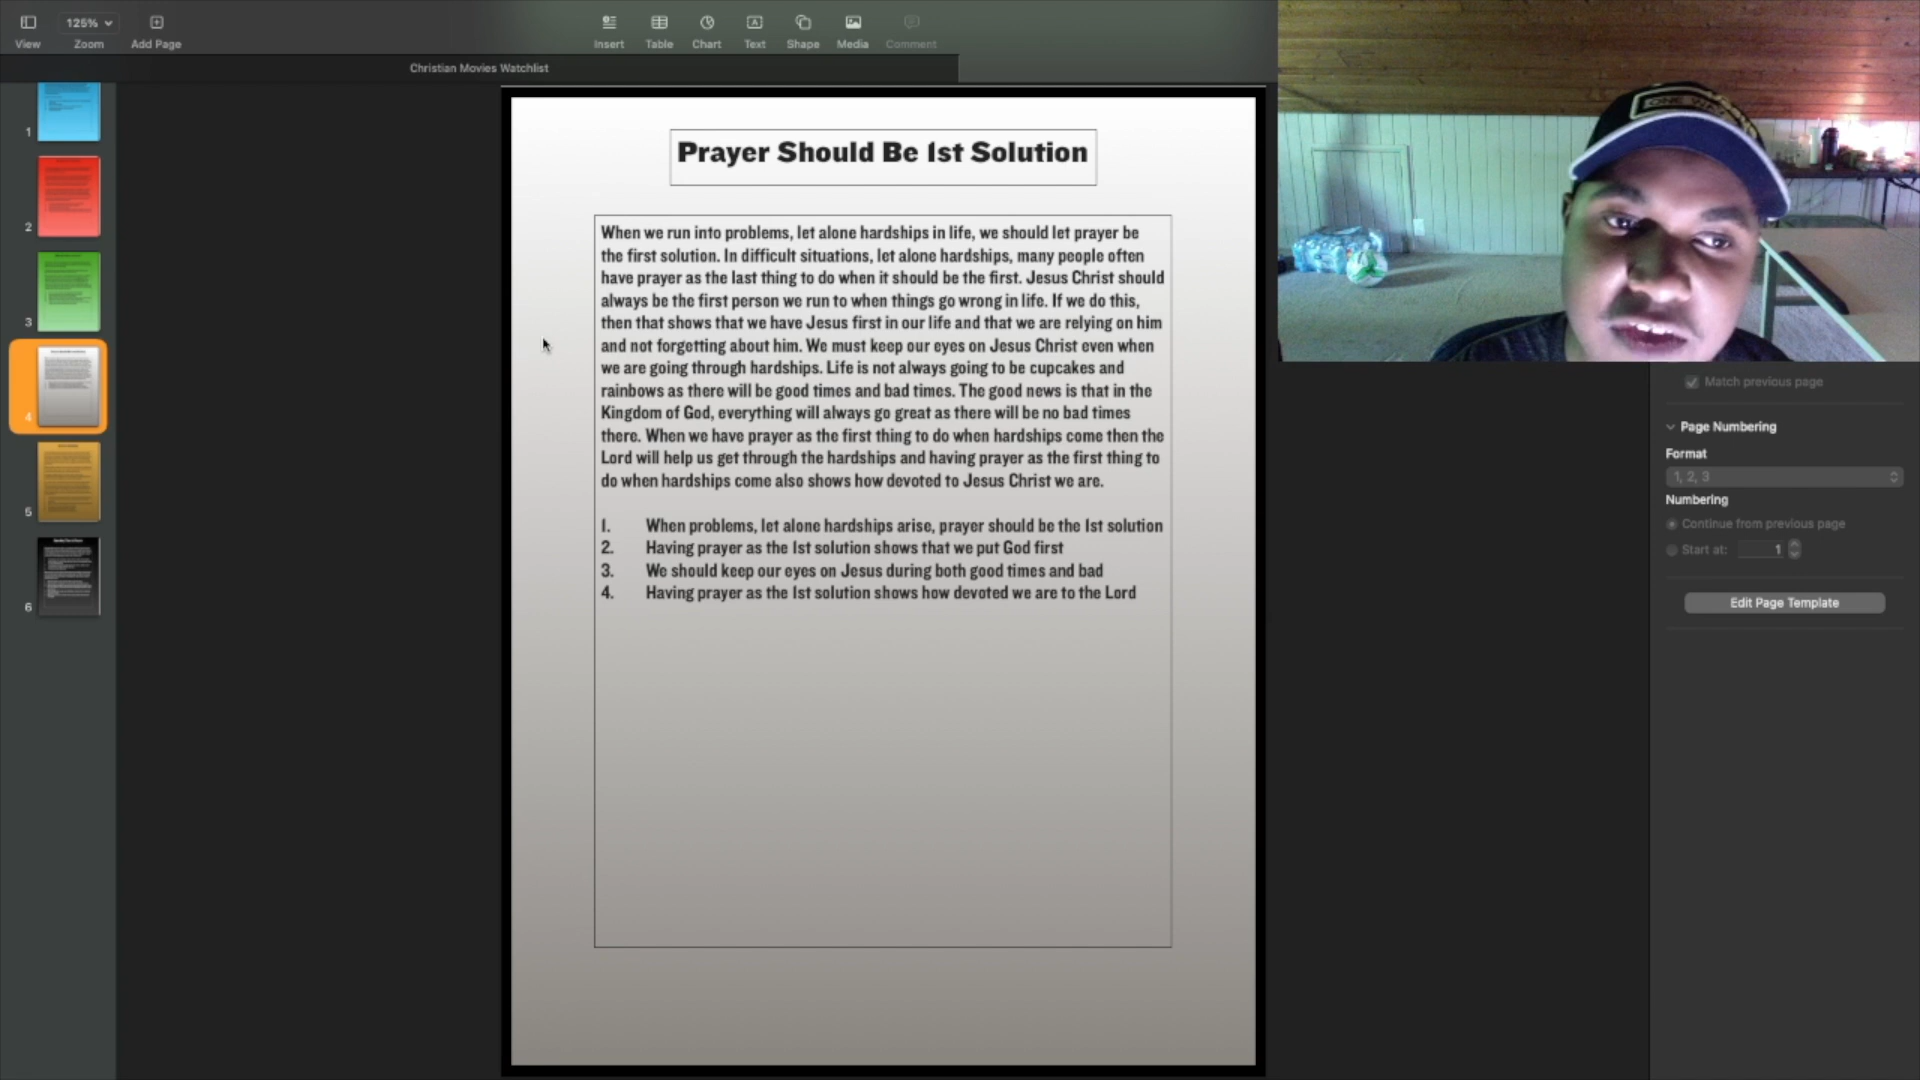 View
125%
Zoom
Add Page
Insert
Table
Chart
Text
Shape
Media
Comment
Christian Movies Watchlist
1
2
3
4
5
6
Prayer Should Be 1st Solution
When we run into problems, let alone hardships in life, we should let prayer be
the first solution. In difficult situations, let alone hardships, many people often
have prayer as the last thing to do when it should be the first. Jesus Christ should
always be the first person we run to when things go wrong in life. If we do this,
then that shows that we have Jesus first in our life and that we are relying on him
and not forgetting about him. We must keep our eyes on Jesus Christ even when
we are going through hardships. Life is not always going to be cupcakes and
rainbows as there will be good times and bad times. The good news is that in the
Kingdom of God, everything will always go great as there will be no bad times
there. When we have prayer as the first thing to do when hardships come then the
Lord will help us get through the hardships and having prayer as the first thing to
do when hardships come also shows how devoted to Jesus Christ we are.
1. When problems, let alone hardships arise, prayer should be the 1st solution
2. Having prayer as the 1st solution shows that we put God first
3. We should keep our eyes on Jesus during both good times and bad
4. Having prayer as the 1st solution shows how devoted we are to the Lord
ONE WAY
Match previous page
Page Numbering
Format
1, 2, 3
Numbering
Continue from previous page
Start at: 1
Edit Page Template